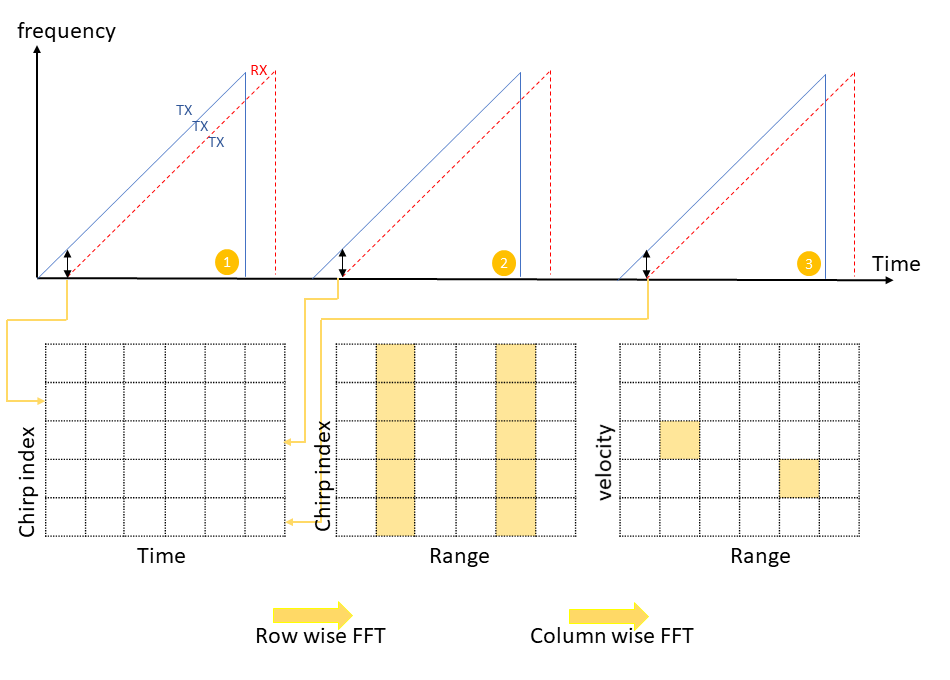 frequency
RX
TX
TX
TX
1
2
3
Time
Chirp index
Chirp index
velocity
Time
Range
Range
Row wise FFT
Column wise FFT